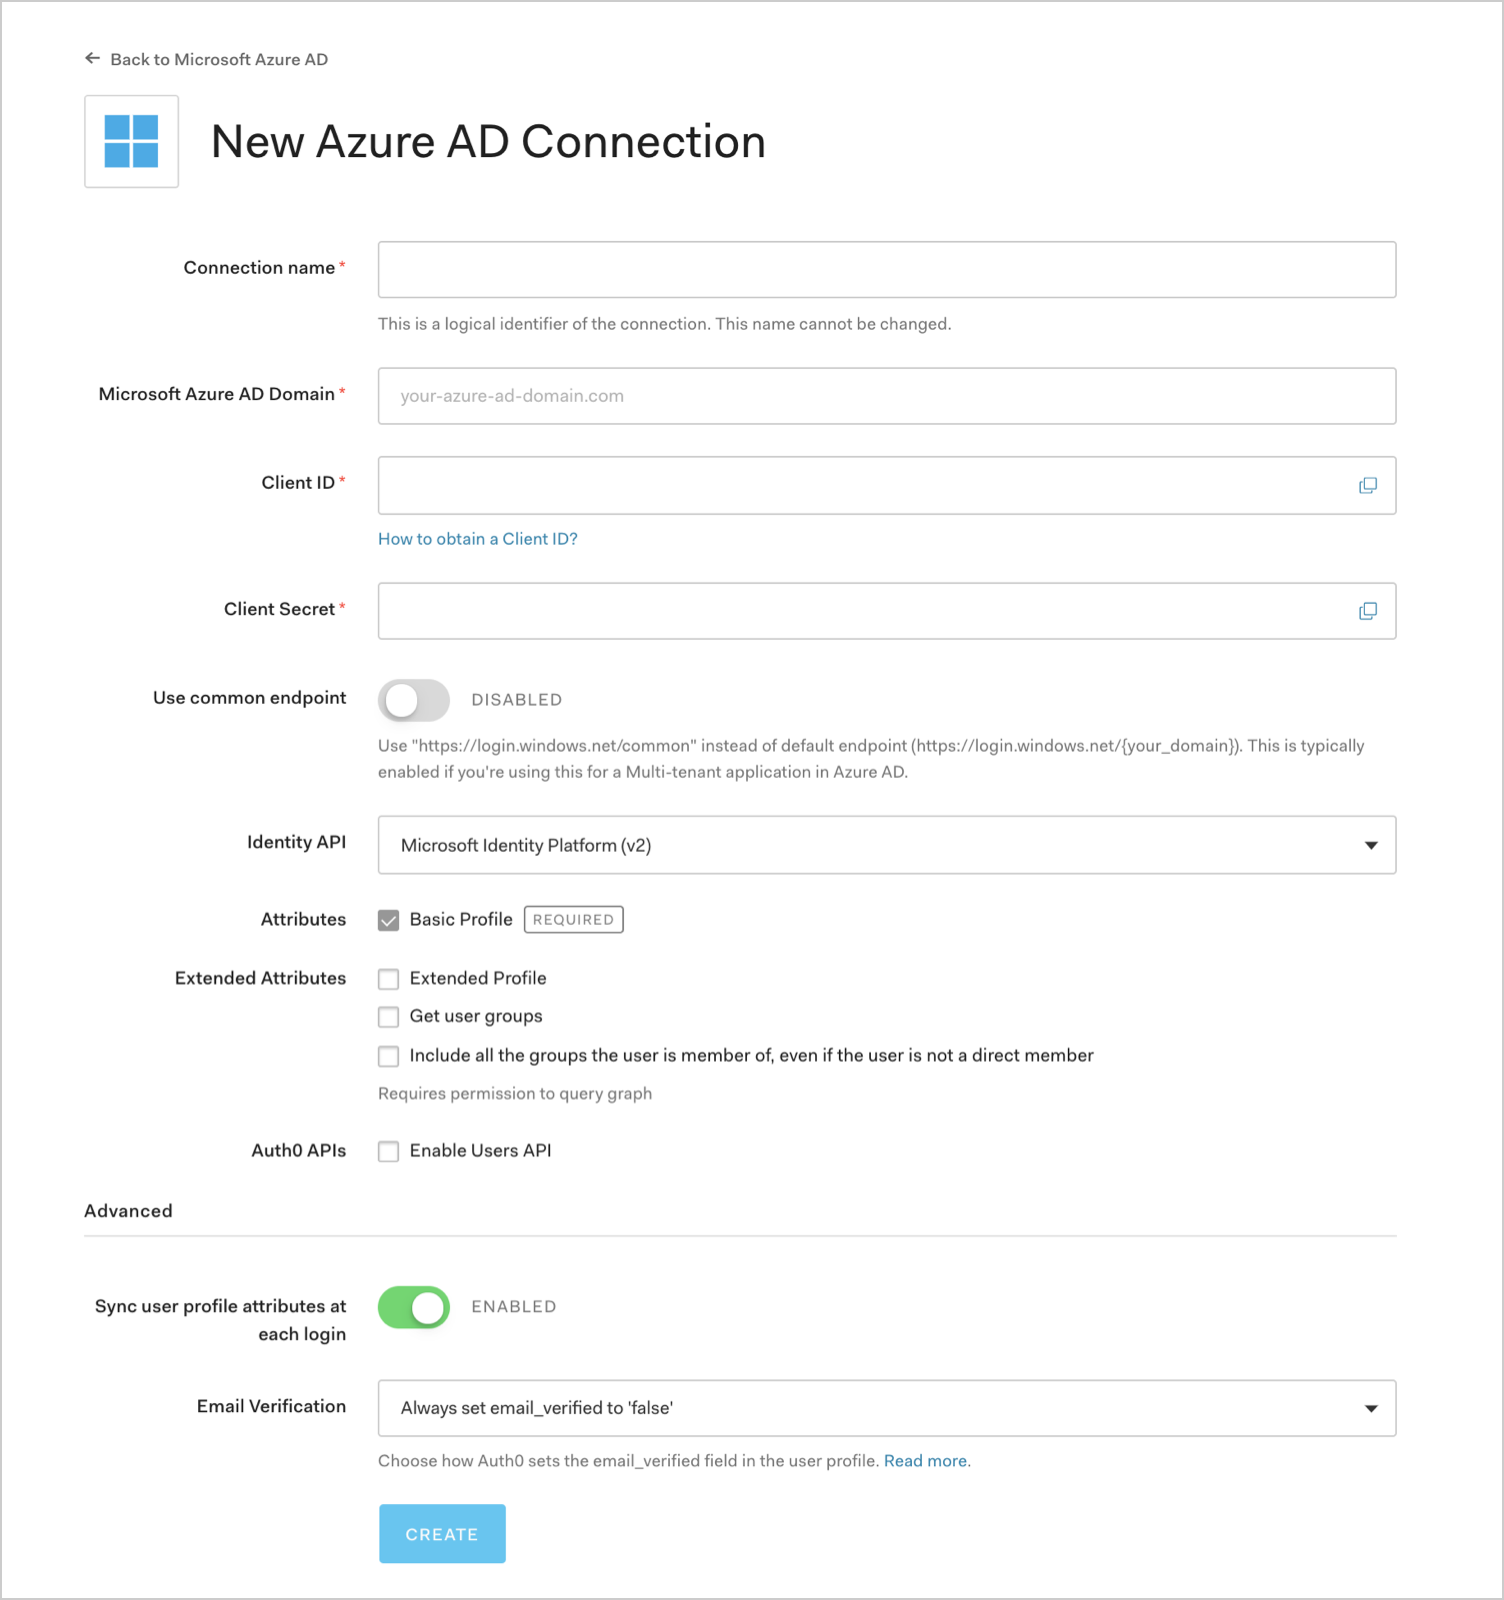 Back to Microsoft Azure AD
New Azure AD Connection
Connection name *
This is a logical identifier of the connection. This name cannot be changed.
Microsoft Azure AD Domain *
your-azure-ad-domain.com
Client ID *
How to obtain a Client ID?
Client Secret *
Use common endpoint
DISABLED
Use "https://login.windows.net/common" instead of default endpoint (https://login.windows.net/{your_domain}). This is typically
enabled if you're using this for a Multi-tenant application in Azure AD.
Identity API
Microsoft Identity Platform (v2)
Attributes
Basic Profile REQUIRED
Extended Attributes
Extended Profile
Get user groups
Include all the groups the user is member of, even if the user is not a direct member
Requires permission to query graph
Auth0 APIs
Enable Users API
Advanced
Sync user profile attributes at
each login
ENABLED
Email Verification
Always set email_verified to 'false'
Choose how Auth0 sets the email_verified field in the user profile. Read more.
CREATE